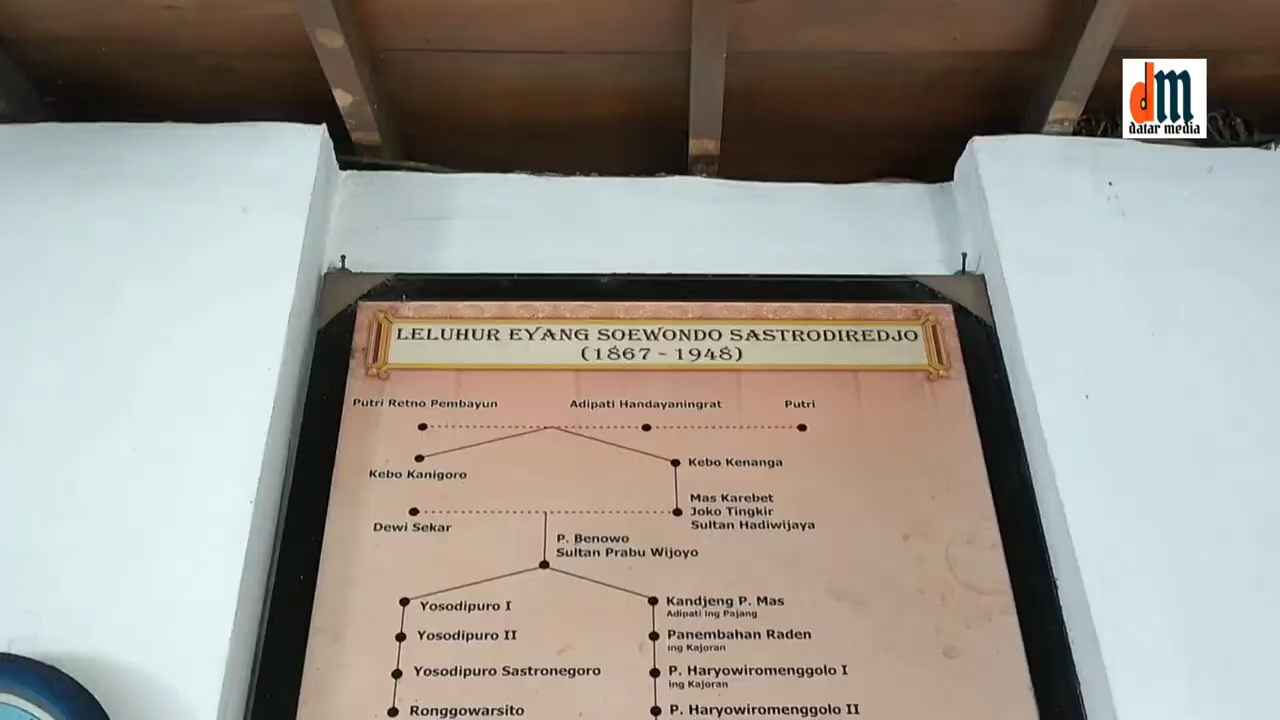 dm
datar media
LELUHUR EYANG SOEWONDO SASTRODIREDJO
(1867 - 1948)
Putri Retno Pembayun
Adipati Handayaningrat
Putri
Kebo Kanigoro
Kebo Kenanga
Mas Karebet
Joko Tingkir
Sultan Hadiwijaya
Dewi Sekar
P. Benowo
Sultan Prabu Wijoyo
Yosodipuro I
Kandjeng P. Mas
Adipati ing Pajang
Yosodipuro II
Panembahan Raden
ing Kajoran
Yosodipuro Sastronegoro
P. Haryowiromenggolo I
ing Kajoran
Ronggowarsito
P. Haryowiromenggolo II